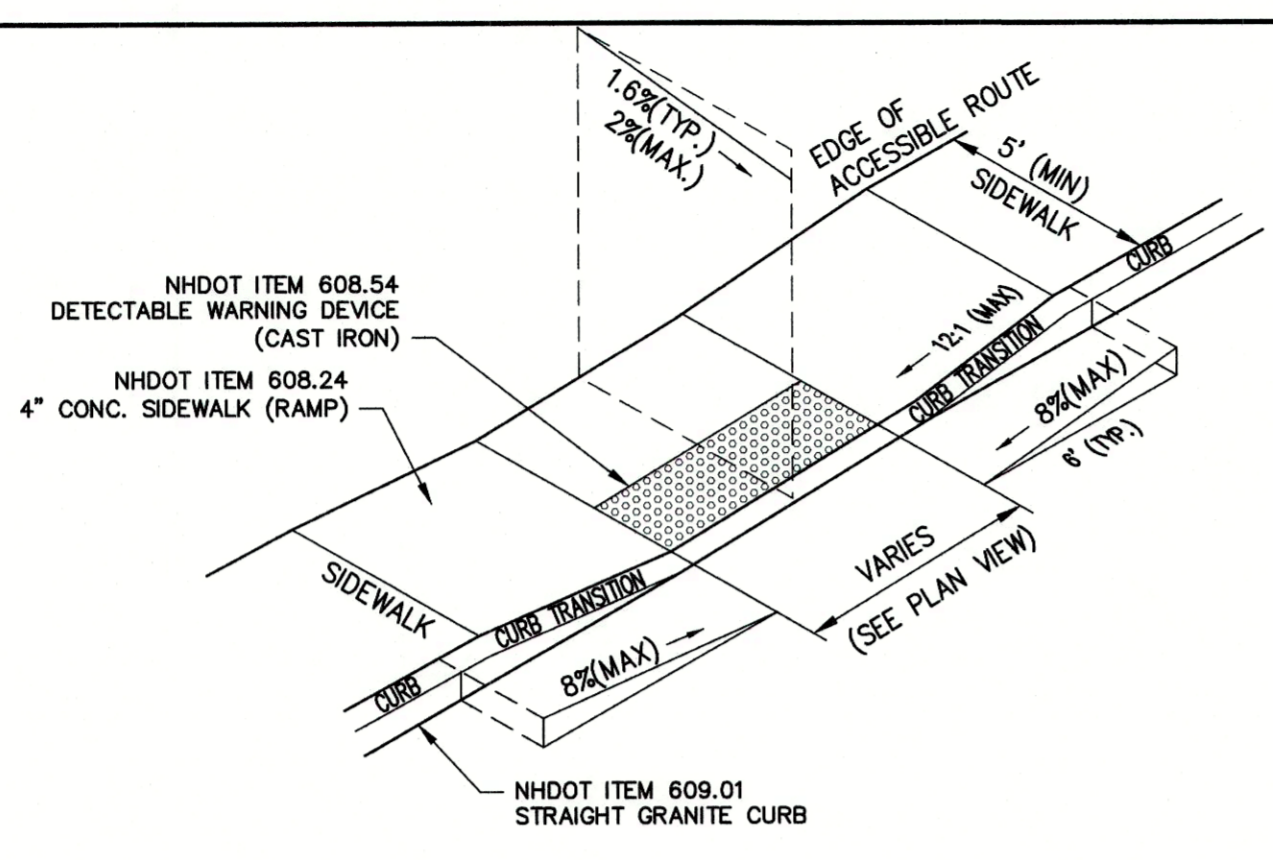 1.6%(TYP.)
2%(MAX.)
EDGE OF
ACCESSIBLE ROUTE
5' (MIN)
SIDEWALK
CURB
NHDOT ITEM 608.54
DETECTABLE WARNING DEVICE
(CAST IRON)
12:1 (MAX)
CURB TRANSITION
NHDOT ITEM 608.24
4" CONC. SIDEWALK (RAMP)
8%(MAX)
6' (TYP.)
VARIES
(SEE PLAN VIEW)
SIDEWALK
CURB TRANSITION
8%(MAX)
CURB
NHDOT ITEM 609.01
STRAIGHT GRANITE CURB